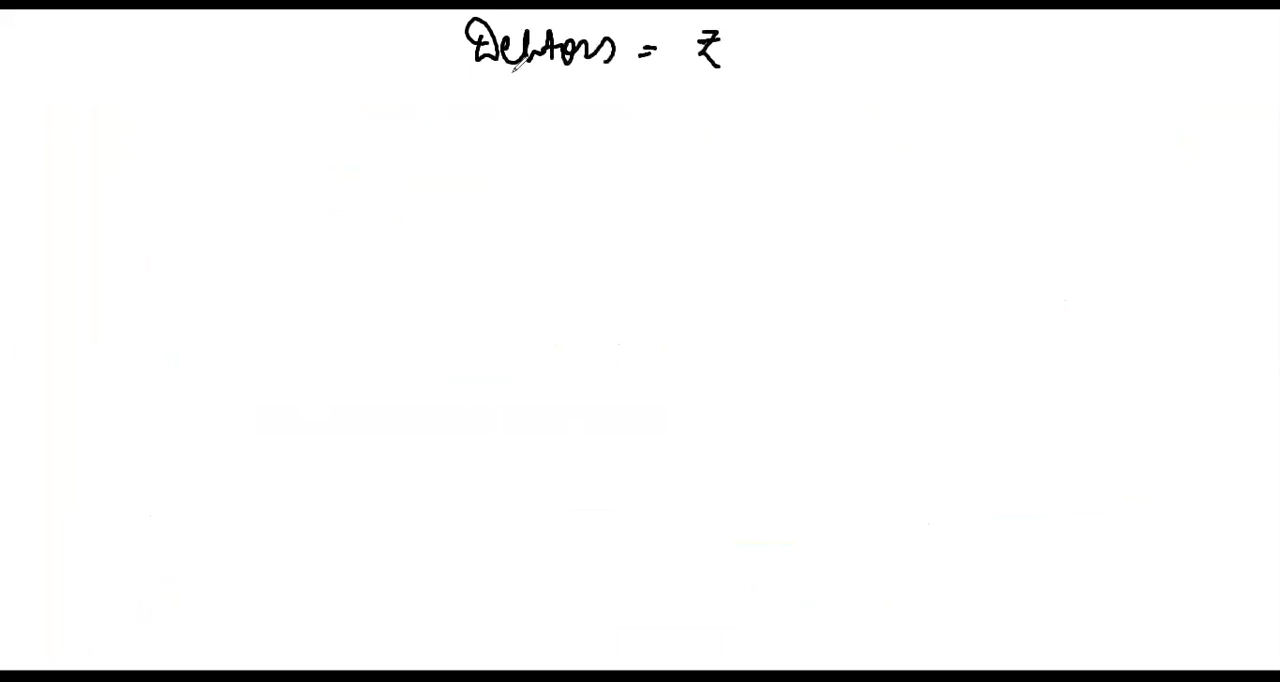 Debtors = ₹